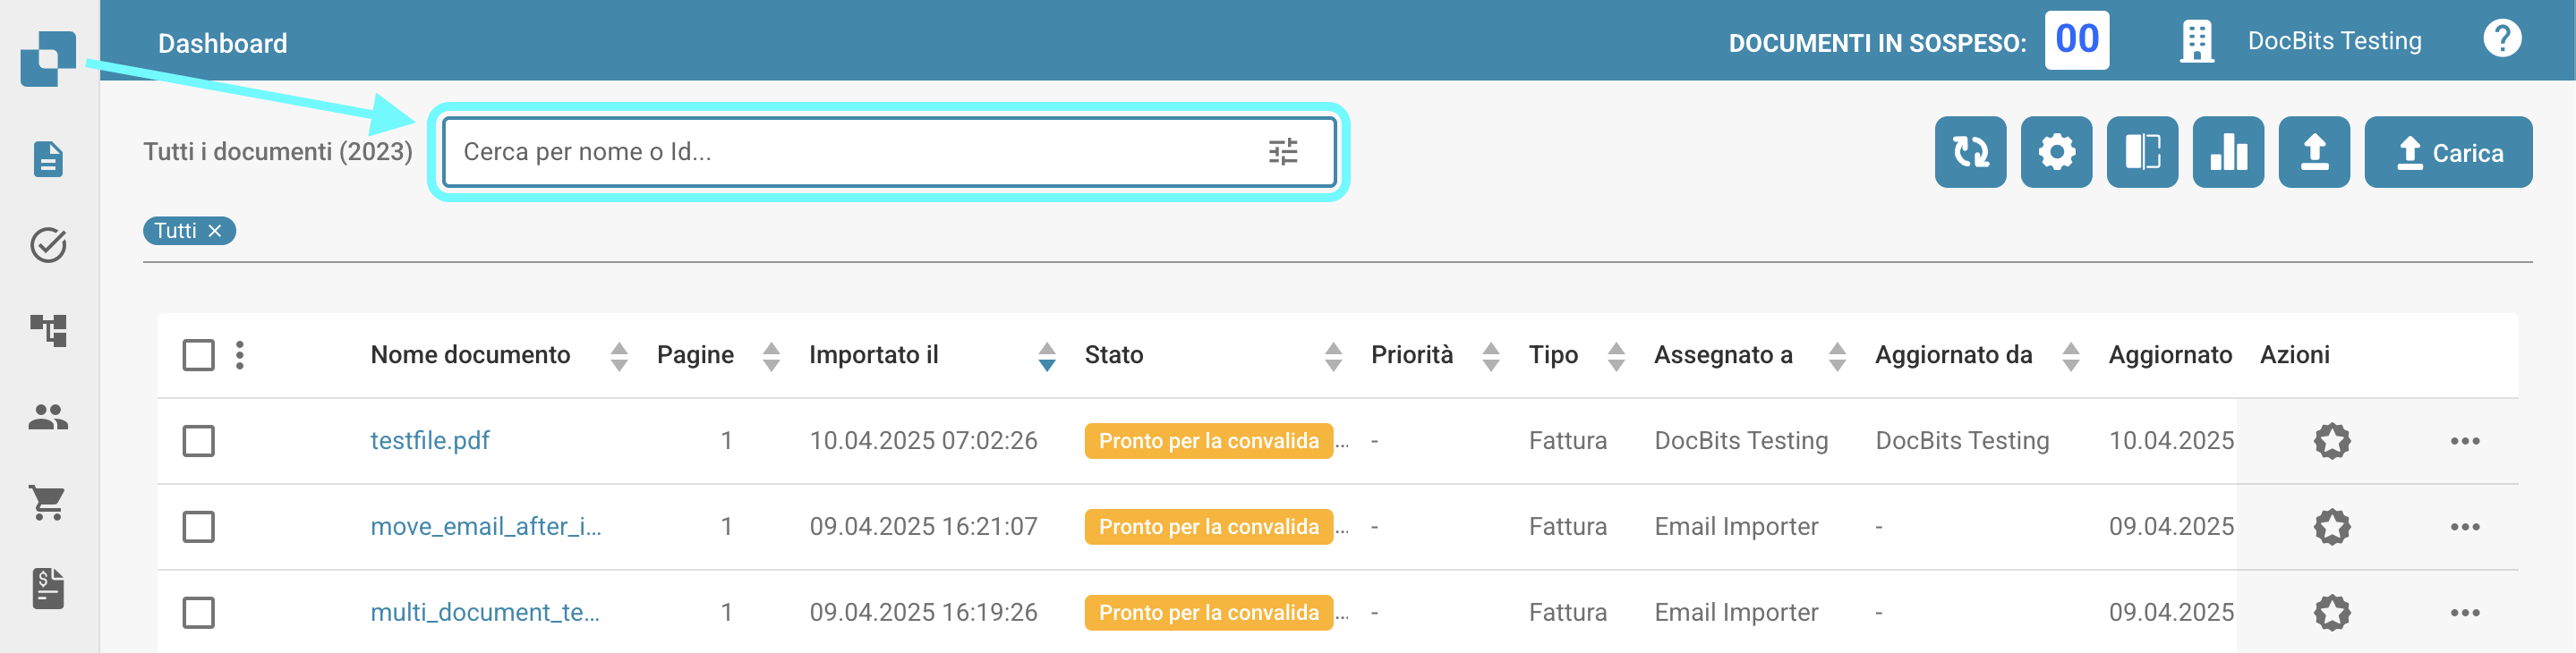 Dashboard
DOCUMENTI IN SOSPESO: 00
DocBits Testing
?
Tutti i documenti (2023)
Cerca per nome o Id...
Carica
Tutti ×
Nome documento Pagine Importato il Stato Priorità Tipo Assegnato a Aggiornato da Aggiornato Azioni
testfile.pdf 1 10.04.2025 07:02:26 Pronto per la convalida... - Fattura DocBits Testing DocBits Testing 10.04.2025
move_email_after_i... 1 09.04.2025 16:21:07 Pronto per la convalida... - Fattura Email Importer - 09.04.2025
multi_document_te... 1 09.04.2025 16:19:26 Pronto per la convalida... - Fattura Email Importer - 09.04.2025